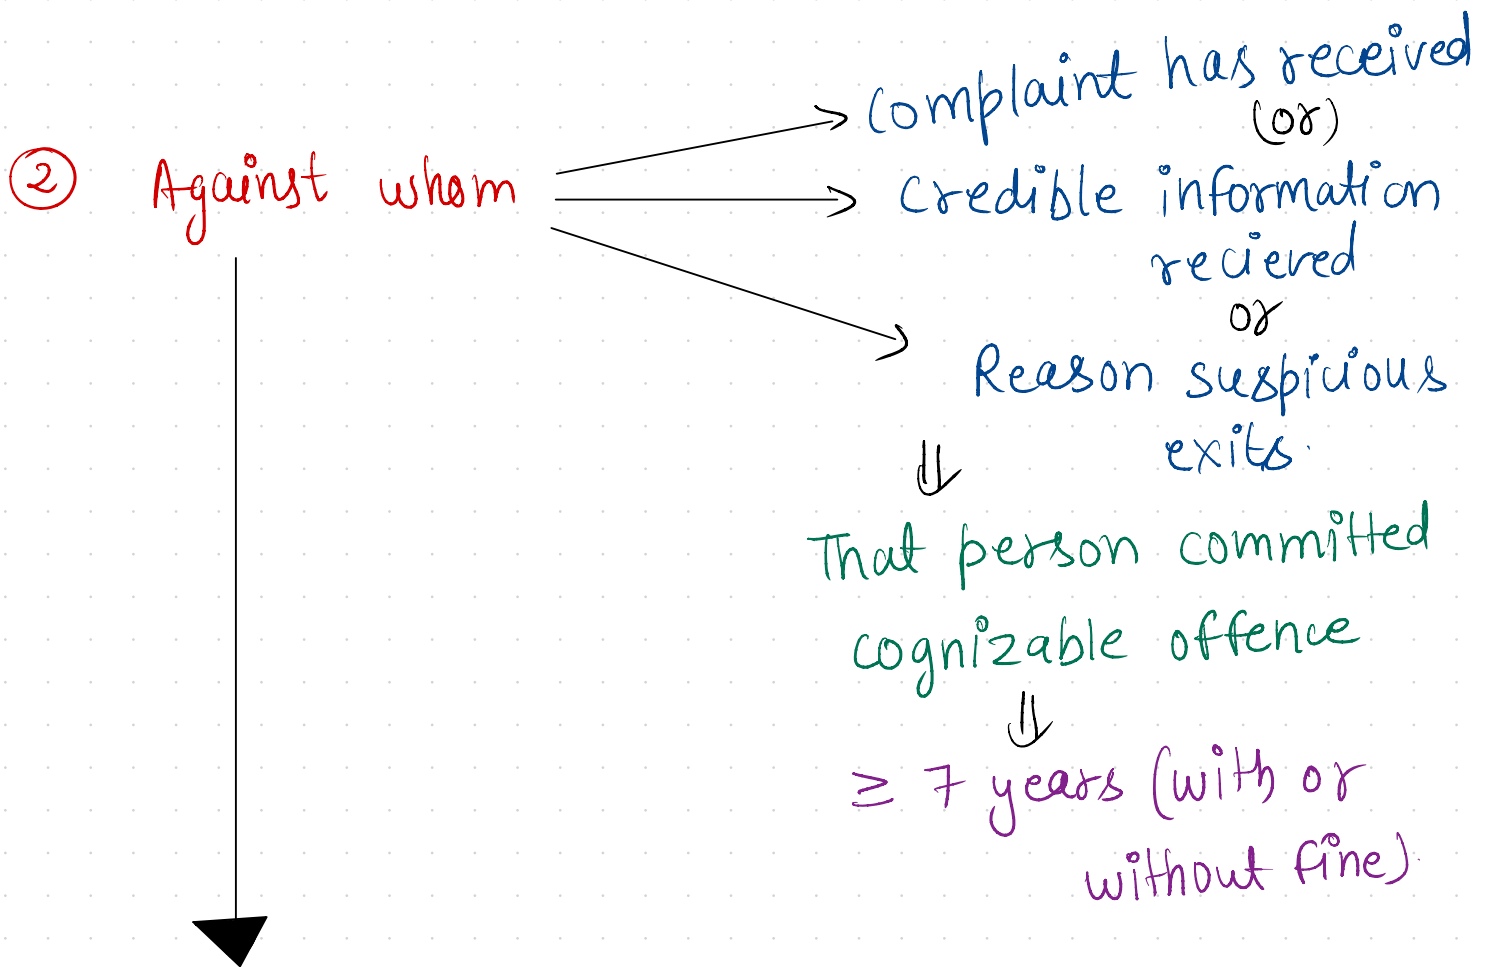 Complaint has received
(or)
② Against whom
Credible information
recieved
or
Reason suspicious
exits.
That person committed
cognizable offence
≥ 7 years (with or
without fine)